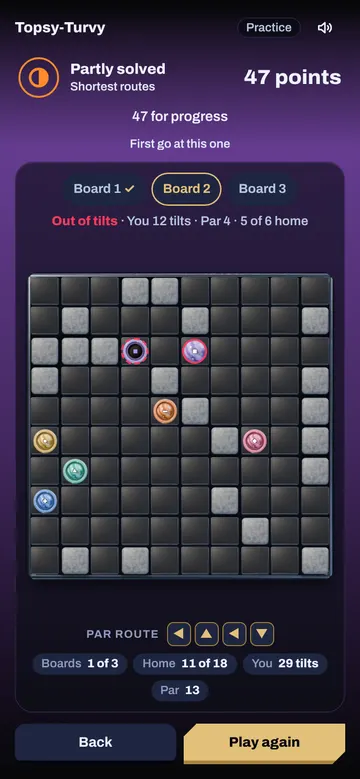 Topsy-Turvy
Practice
Partly solved
Shortest routes
47 points
47 for progress
First go at this one
Board 1 ✓
Board 2
Board 3
Out of tilts · You 12 tilts · Par 4 · 5 of 6 home
PAR ROUTE ◀ ▲ ◀ ▼
Boards 1 of 3
Home 11 of 18
You 29 tilts
Par 13
Back
Play again